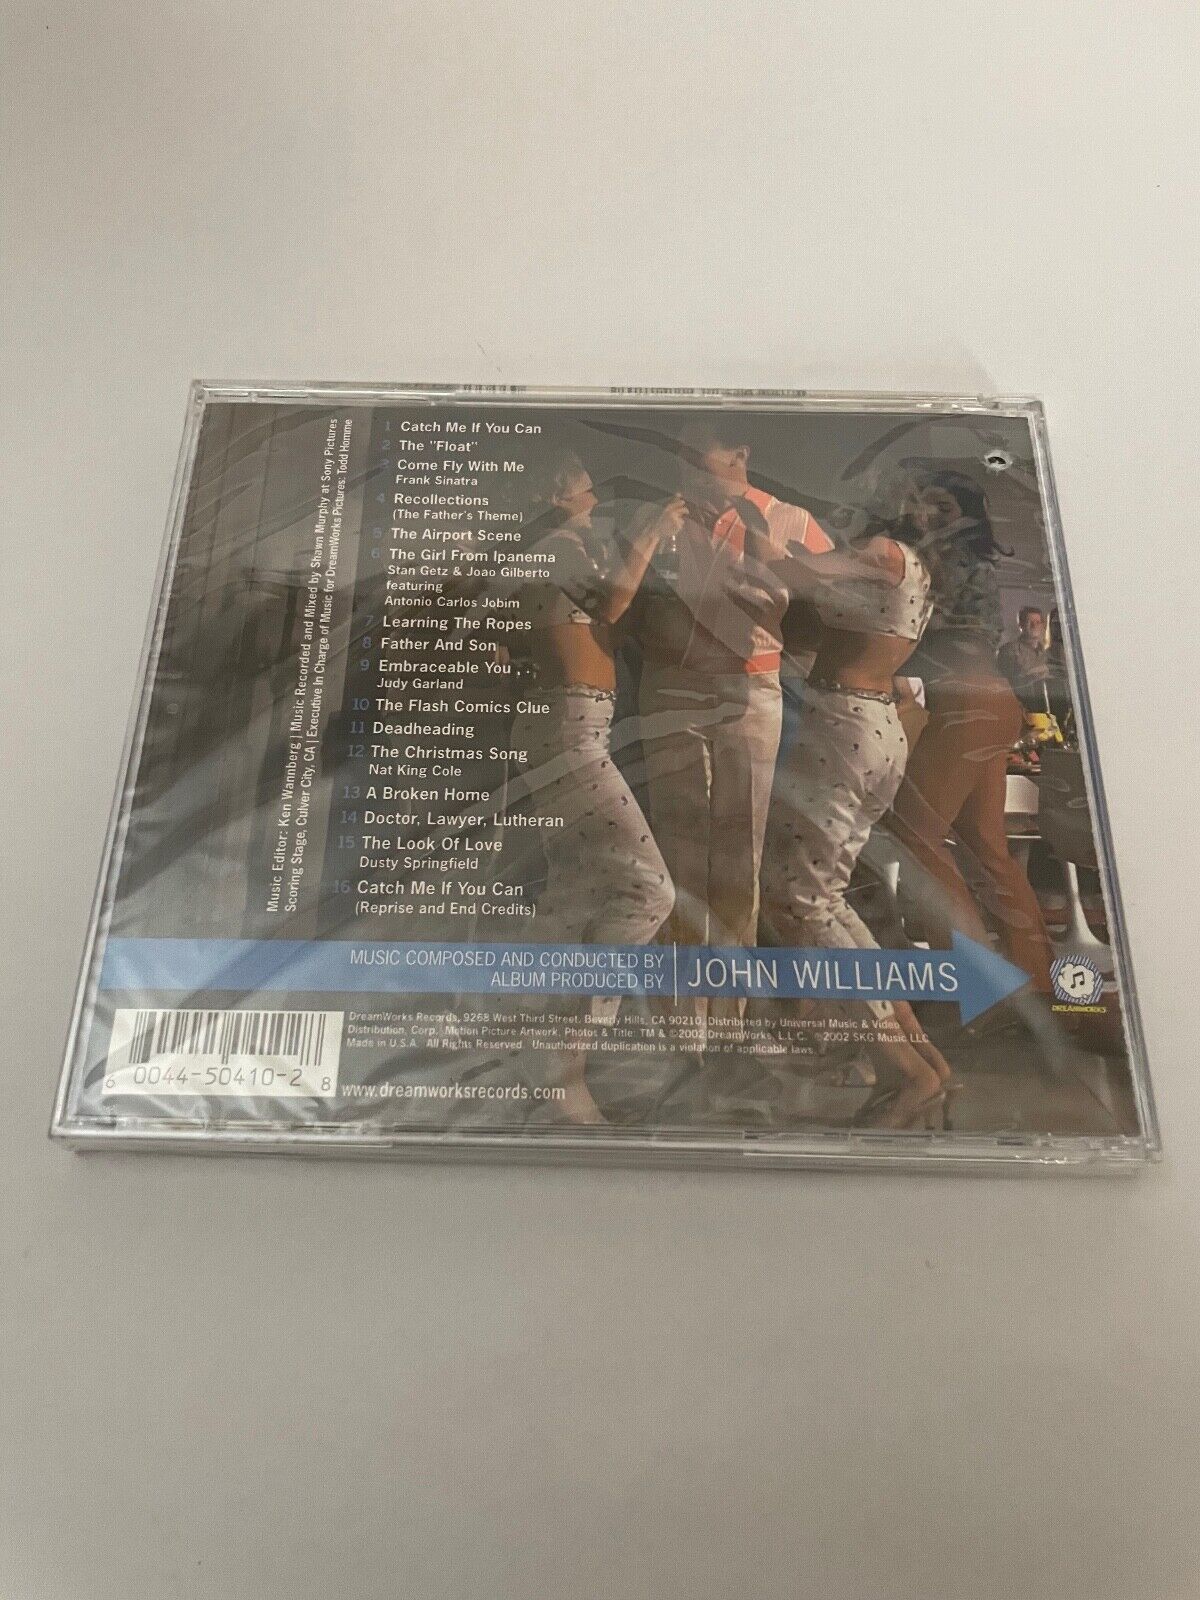 Music Editor: Ken Wannberg | Music Recorded and Mixed by Shawn Murphy at Sony Pictures
Scoring Stage, Culver City, CA | Executive In Charge of Music for DreamWorks Pictures: Todd Homme
1 Catch Me If You Can
2 The "Float"
3 Come Fly With Me
Frank Sinatra
4 Recollections
(The Father's Theme)
5 The Airport Scene
6 The Girl From Ipanema
Stan Getz & Joao Gilberto
featuring
Antonio Carlos Jobim
7 Learning The Ropes
8 Father And Son
9 Embraceable You
Judy Garland
10 The Flash Comics Clue
11 Deadheading
12 The Christmas Song
Nat King Cole
13 A Broken Home
14 Doctor, Lawyer, Lutheran
15 The Look Of Love
Dusty Springfield
16 Catch Me If You Can
(Reprise and End Credits)
MUSIC COMPOSED AND CONDUCTED BY
ALBUM PRODUCED BY
JOHN WILLIAMS
DREAMWORKS
DreamWorks Records, 9268 West Third Street, Beverly Hills, CA 90210. Distributed by Universal Music & Video
Distribution, Corp. Motion Picture Artwork, Photos & Title: TM & ©2002 DreamWorks, L.L.C. ℗2002 SKG Music LLC
Made in U.S.A. All Rights Reserved. Unauthorized duplication is a violation of applicable laws.
6 0044-50410-2 8
www.dreamworksrecords.com